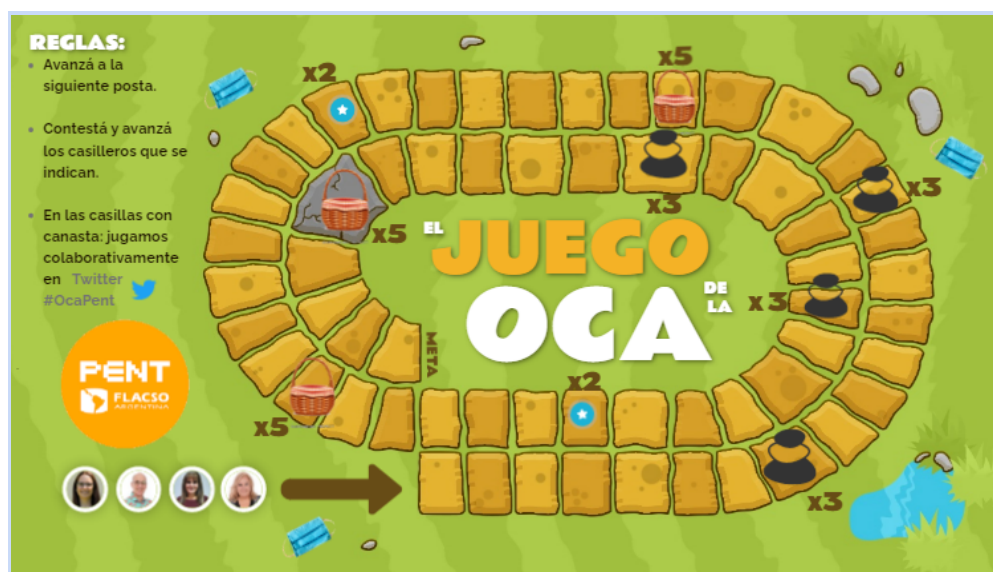 REGLAS:
Avanzá a la
siguiente posta.
Contestá y avanzá
los casilleros que se
indican.
En las casillas con
canasta: jugamos
colaborativamente
en Twitter
#OcaPent
PENT
FLACSO
ARGENTINA
x2
x5
x3
x3
x5
EL
JUEGO
DE
LA
OCA
x3
META
x2
x5
x3